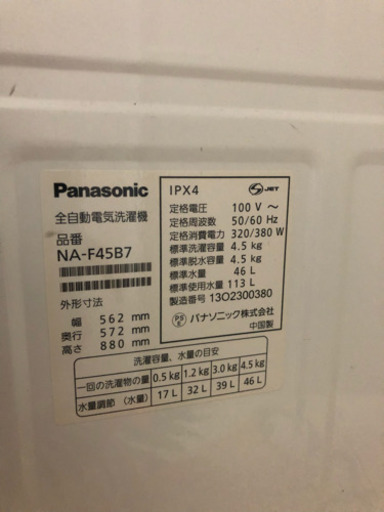 Panasonic
全自動電気洗濯機
品番
NA-F45B7
外形寸法
幅 562 mm
奥行 572 mm
高さ 880 mm
IPX4
S JET
定格電圧 100 V ～
定格周波数 50/60 Hz
定格消費電力 320/380 W
標準洗濯容量 4.5 kg
標準脱水容量 4.5 kg
標準水量 46 L
標準使用水量 113 L
製造番号 13O2300380
PS E パナソニック株式会社
中国製
洗濯容量、水量の目安
一回の洗濯物の量 0.5 kg 1.2 kg 3.0 kg 4.5 kg
水量調節 (水量) 17 L 32 L 39 L 46 L